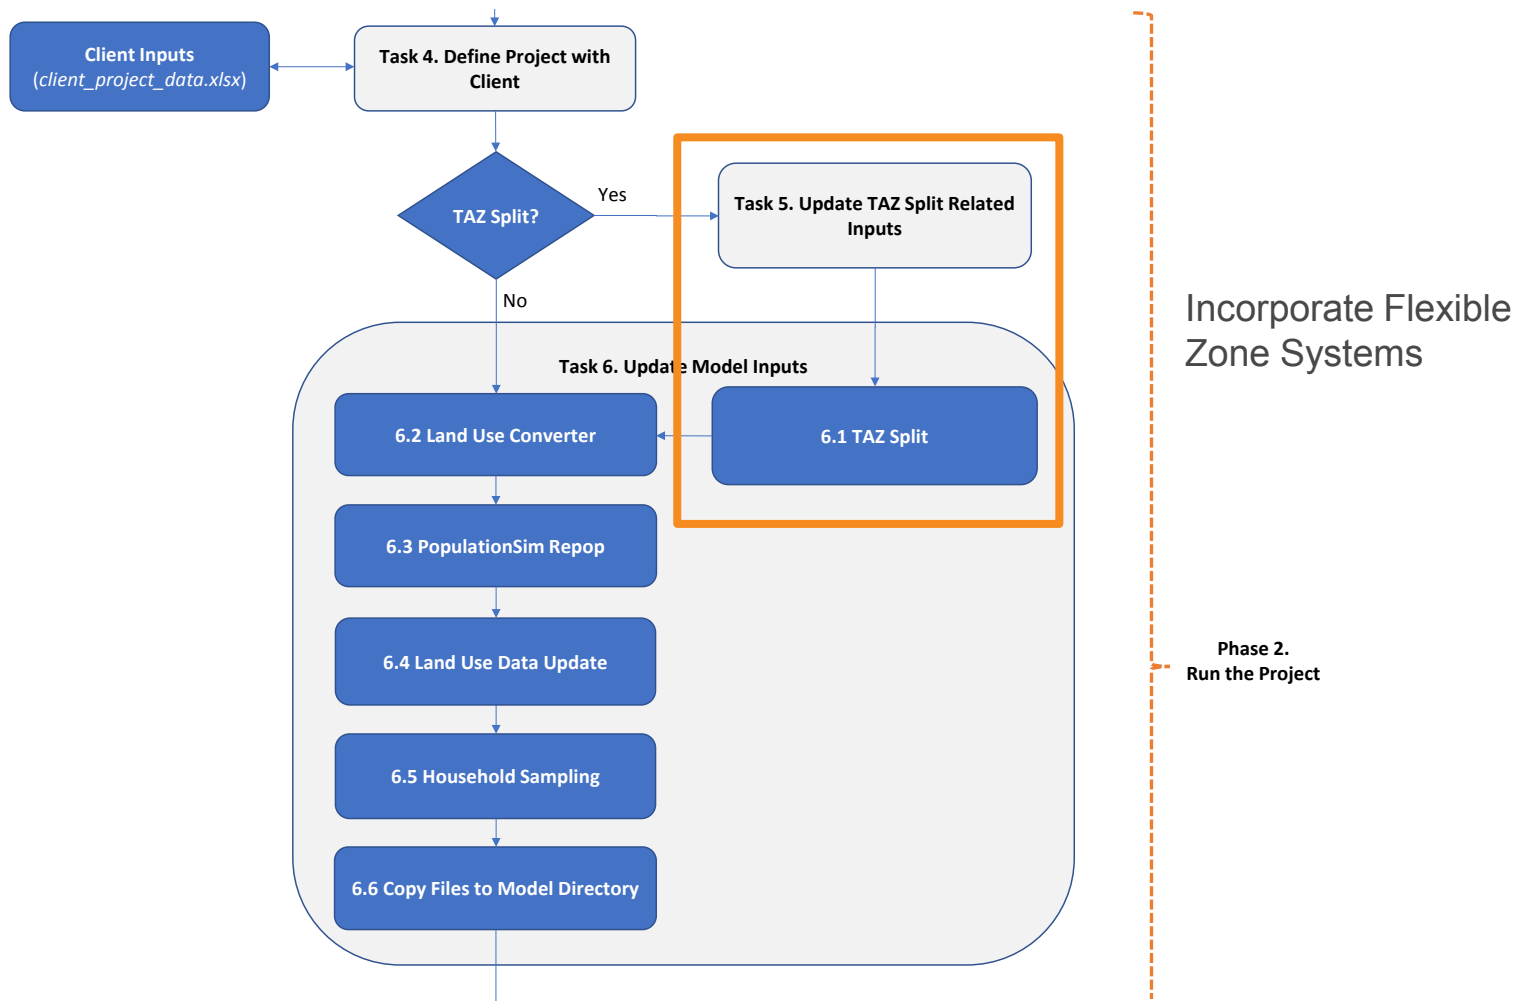 Client Inputs
(client_project_data.xlsx)
Task 4. Define Project with
Client
TAZ Split?
Yes
No
Task 5. Update TAZ Split Related
Inputs
Incorporate Flexible
Zone Systems
Task 6. Update Model Inputs
6.2 Land Use Converter
6.1 TAZ Split
6.3 PopulationSim Repop
6.4 Land Use Data Update
Phase 2.
Run the Project
6.5 Household Sampling
6.6 Copy Files to Model Directory